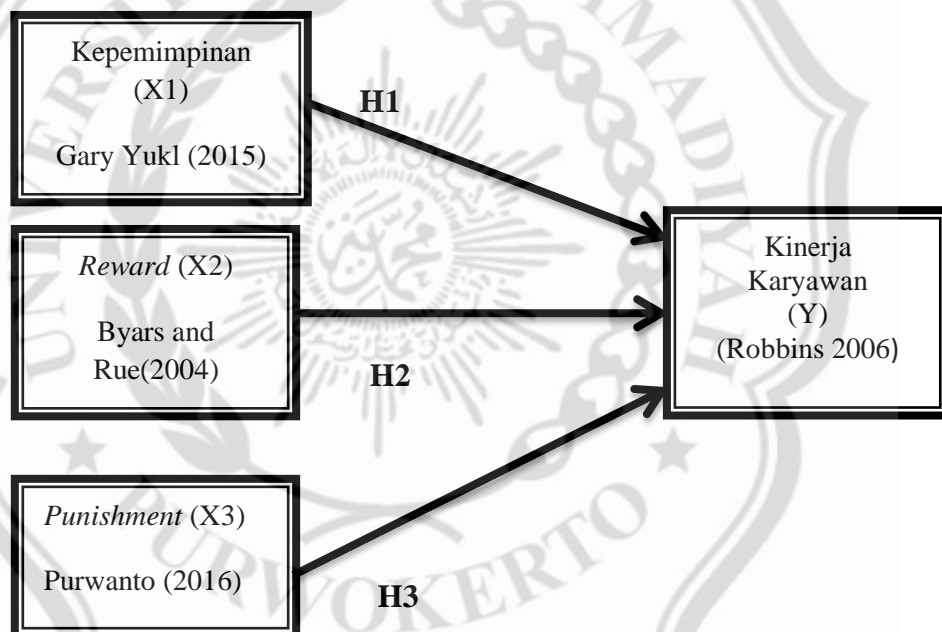 Kepemimpinan
(X1)
Gary Yukl (2015)
H1
Reward (X2)
Byars and
Rue(2004)
H2
Kinerja
Karyawan
(Y)
(Robbins 2006)
Punishment (X3)
Purwanto (2016)
H3
PURWOKERTO